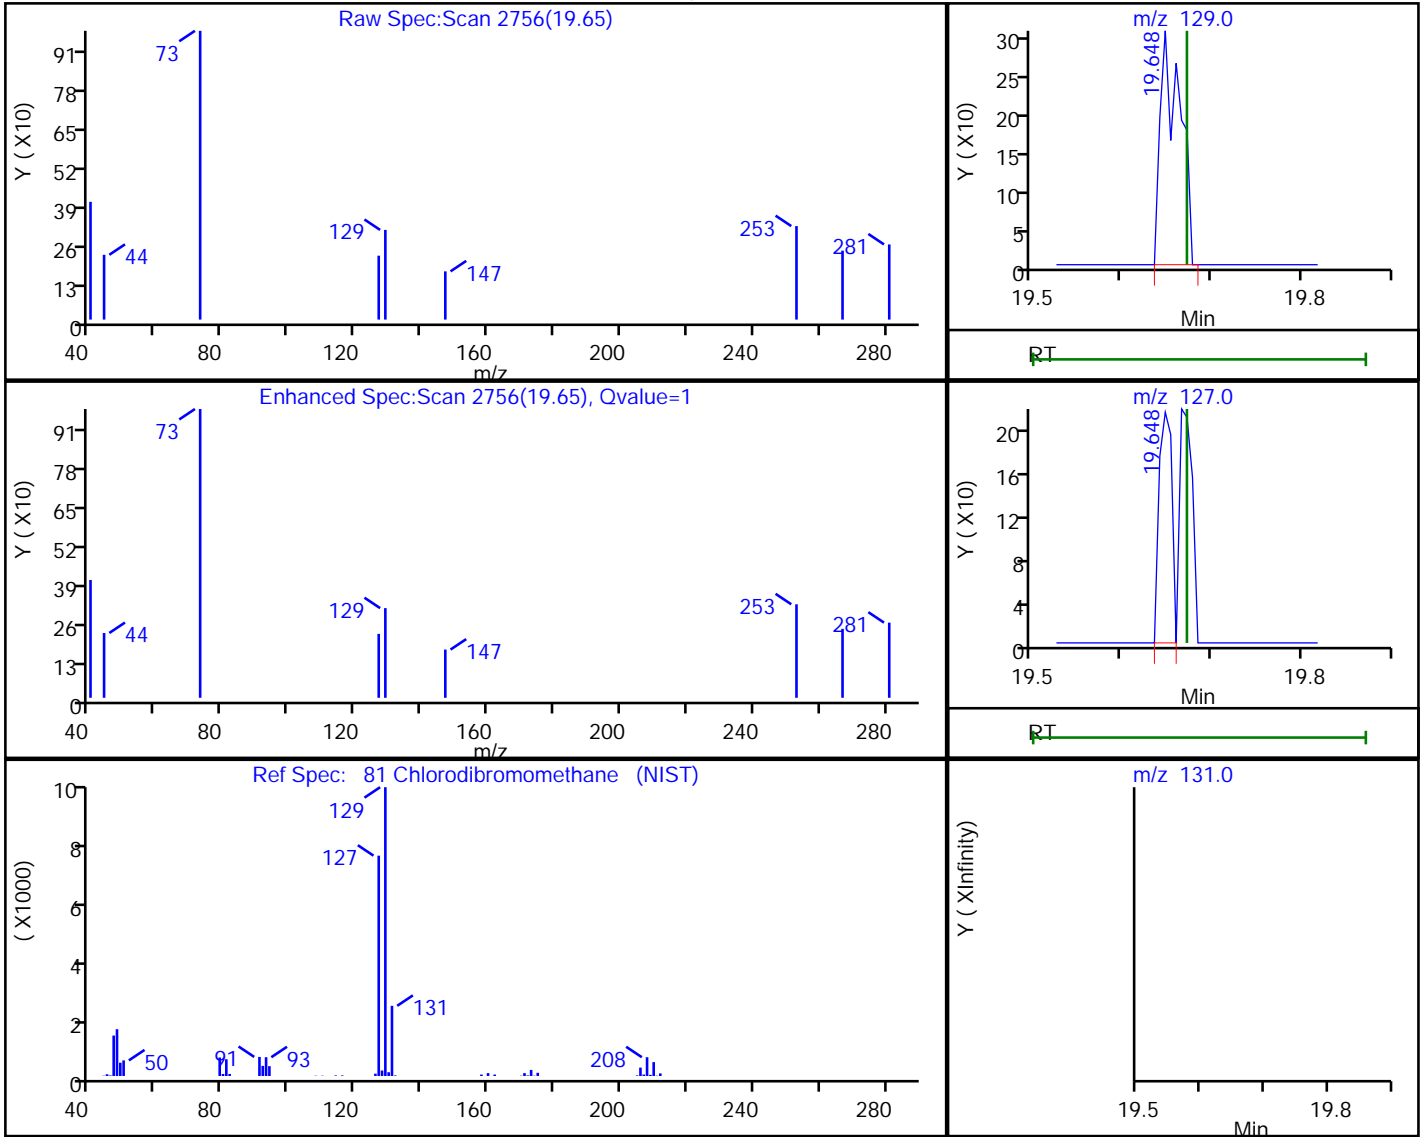 Raw Spec:Scan 2756(19.65)
Y ( X10)
91
78
65
52
39
26
13
0
73
44
129
147
253
281
40 80 120 160 200 240 280
m/z
m/z 129.0
Y ( X10)
30
25
20
15
10
5
0
19.648
19.5 19.8
Min
RT
Enhanced Spec:Scan 2756(19.65), Qvalue=1
Y ( X10)
91
78
65
52
39
26
13
0
73
44
129
147
253
281
40 80 120 160 200 240 280
m/z
m/z 127.0
Y ( X10)
20
16
12
8
4
0
19.648
19.5 19.8
Min
RT
Ref Spec: 81 Chlorodibromomethane (NIST)
( X1000)
10
8
6
4
2
0
129
127
131
50
91
93
208
40 80 120 160 200 240 280
m/z 131.0
Y ( XInfinity)
19.5 19.8
Min